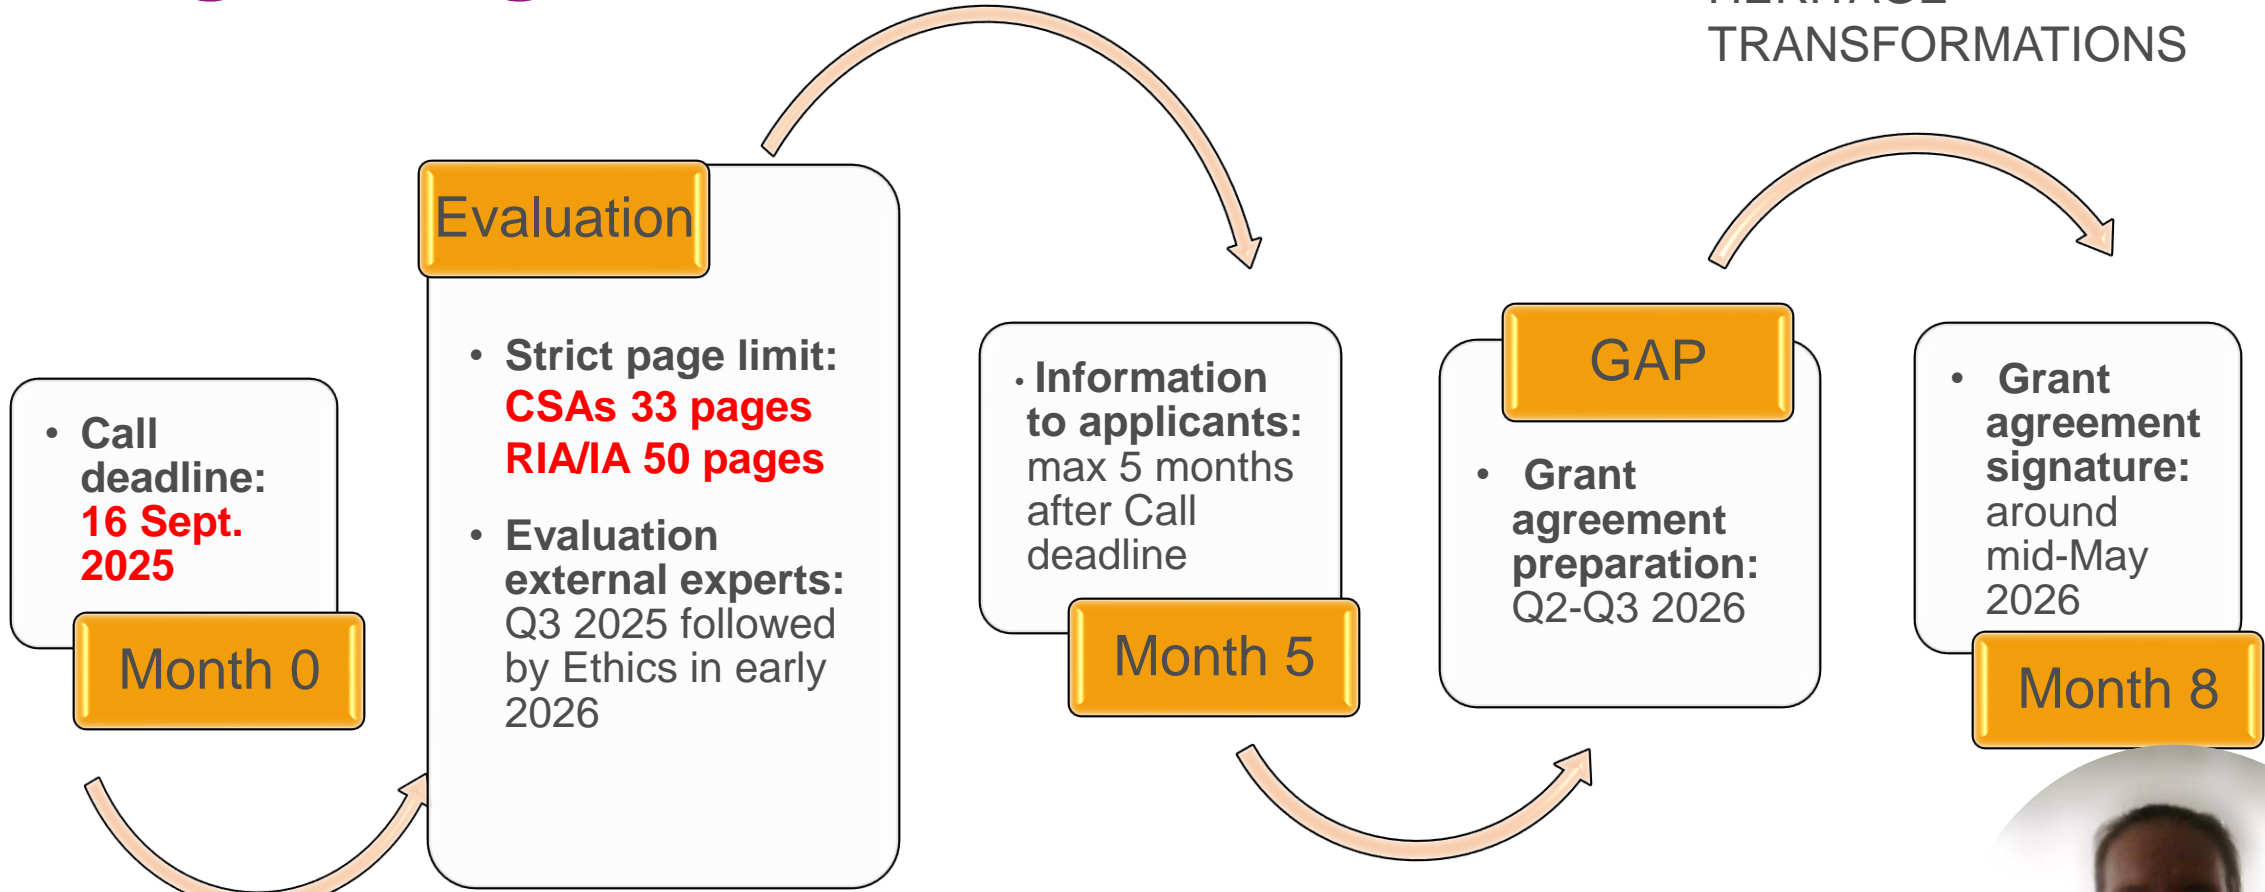 TRANSFORMATIONS
Evaluation
• Strict page limit:
CSAs 33 pages
RIA/IA 50 pages
• Evaluation
external experts:
Q3 2025 followed
by Ethics in early
2026
• Call
deadline:
16 Sept.
2025
Month 0
• Information
to applicants:
max 5 months
after Call
deadline
Month 5
GAP
• Grant
agreement
preparation:
Q2-Q3 2026
• Grant
agreement
signature:
around
mid-May
2026
Month 8